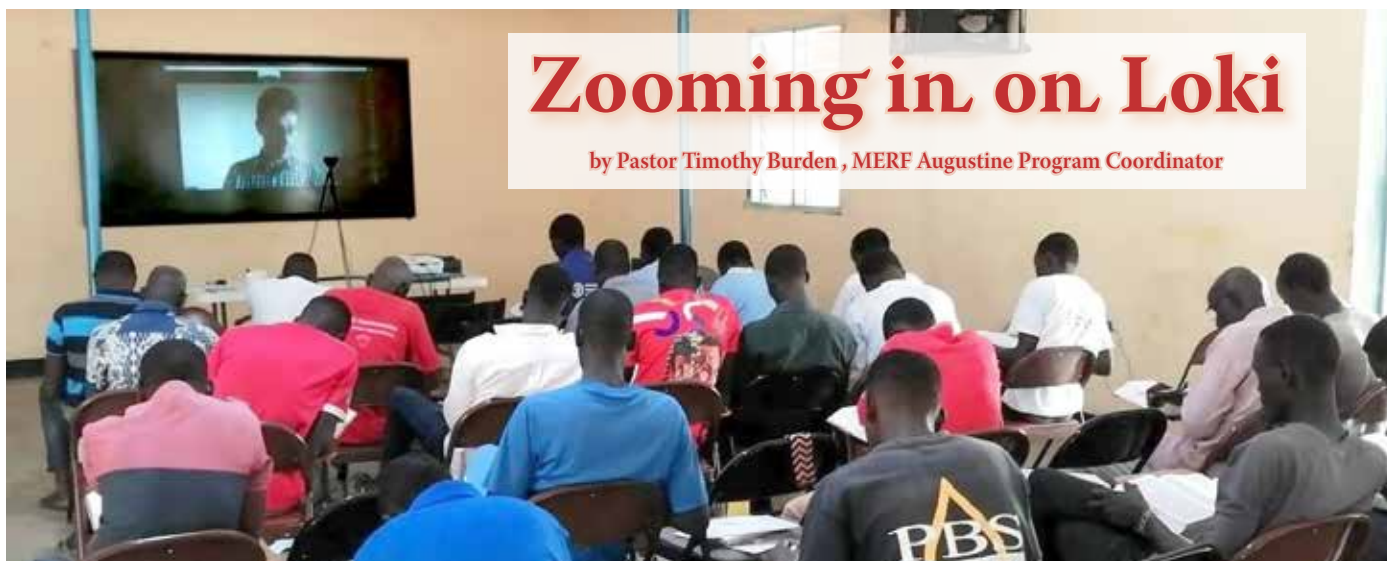 Zooming in on Loki
by Pastor Timothy Burden , MERF Augustine Program Coordinator
PBS